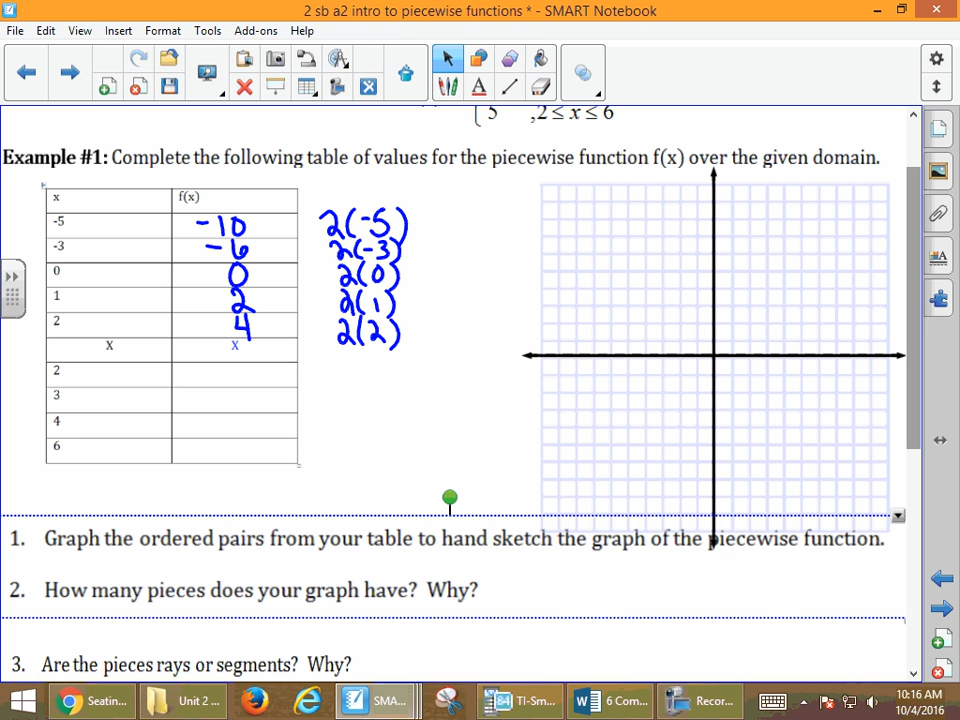 2 sb a2 intro to piecewise functions * - SMART Notebook
File Edit View Insert Format Tools Add-ons Help
5 ,2 ≤ x ≤ 6
Example #1: Complete the following table of values for the piecewise function f(x) over the given domain.
x f(x)
-5 -10 2(-5)
-3 -6 2(-3)
0 0 2(0)
1 2 2(1)
2 4 2(2)
x x
2
3
4
6
1. Graph the ordered pairs from your table to hand sketch the graph of the piecewise function.
2. How many pieces does your graph have? Why?
3. Are the pieces rays or segments? Why?
Seatin... Unit 2 ... SMA... TI-Sm... 6 Com... Recor...
10:16 AM
10/4/2016